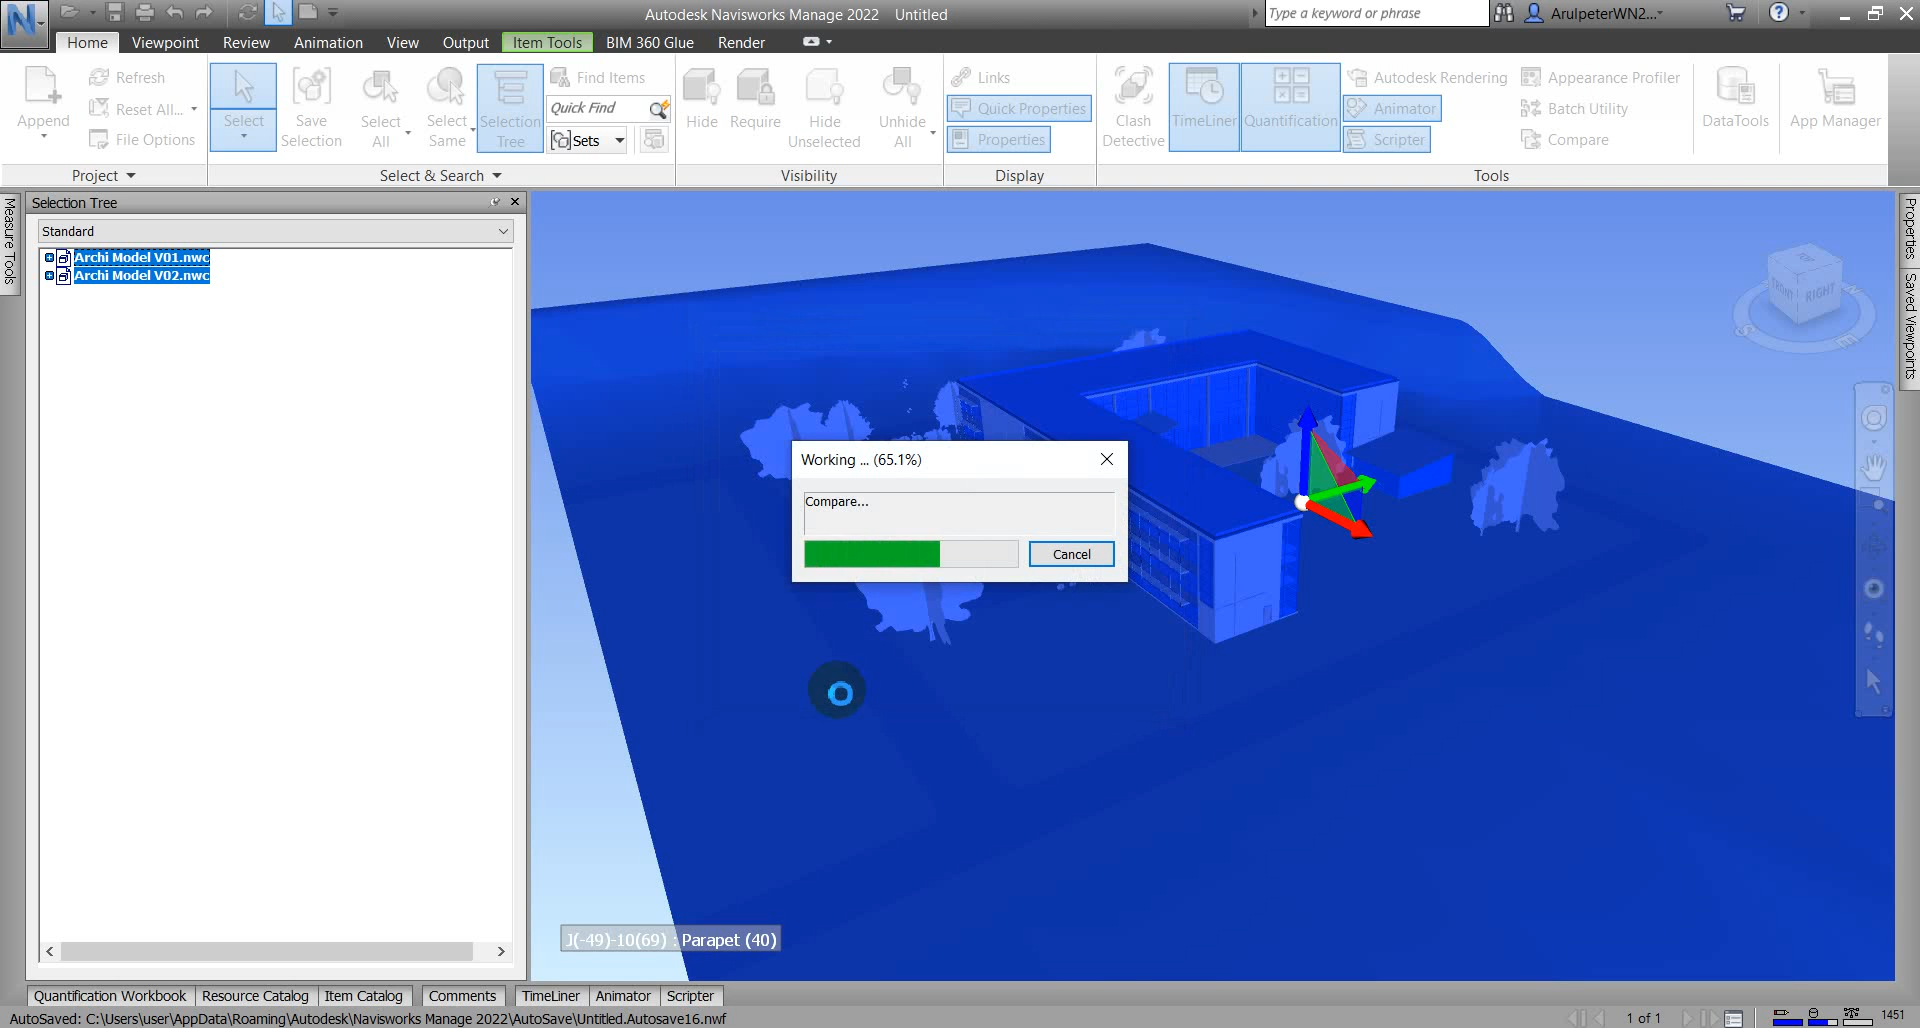 Autodesk Navisworks Manage 2022 Untitled
Type a keyword or phrase
ArulpeterWN2...
Home Viewpoint Review Animation View Output Item Tools BIM 360 Glue Render
Append
Refresh
Reset All...
File Options
Project
Select
Save Selection
Select All
Select Same
Selection Tree
Find Items
Quick Find
Sets
Select & Search
Hide
Require
Hide Unselected
Unhide All
Visibility
Links
Quick Properties
Properties
Display
Clash Detective
TimeLiner
Quantification
Autodesk Rendering
Animator
Scripter
Appearance Profiler
Batch Utility
Compare
DataTools
App Manager
Tools
Measure Tools
Selection Tree
Standard
Archi Model V01.nwc
Archi Model V02.nwc
TOP
FRONT
RIGHT
Properties
Saved Viewpoints
Working ... (65.1%)
Compare...
Cancel
J(-49)-10(69) : Parapet (40)
Quantification Workbook Resource Catalog Item Catalog Comments TimeLiner Animator Scripter
AutoSaved: C:\Users\user\AppData\Roaming\Autodesk\Navisworks Manage 2022\AutoSave\Untitled.Autosave16.nwf
1 of 1
1451